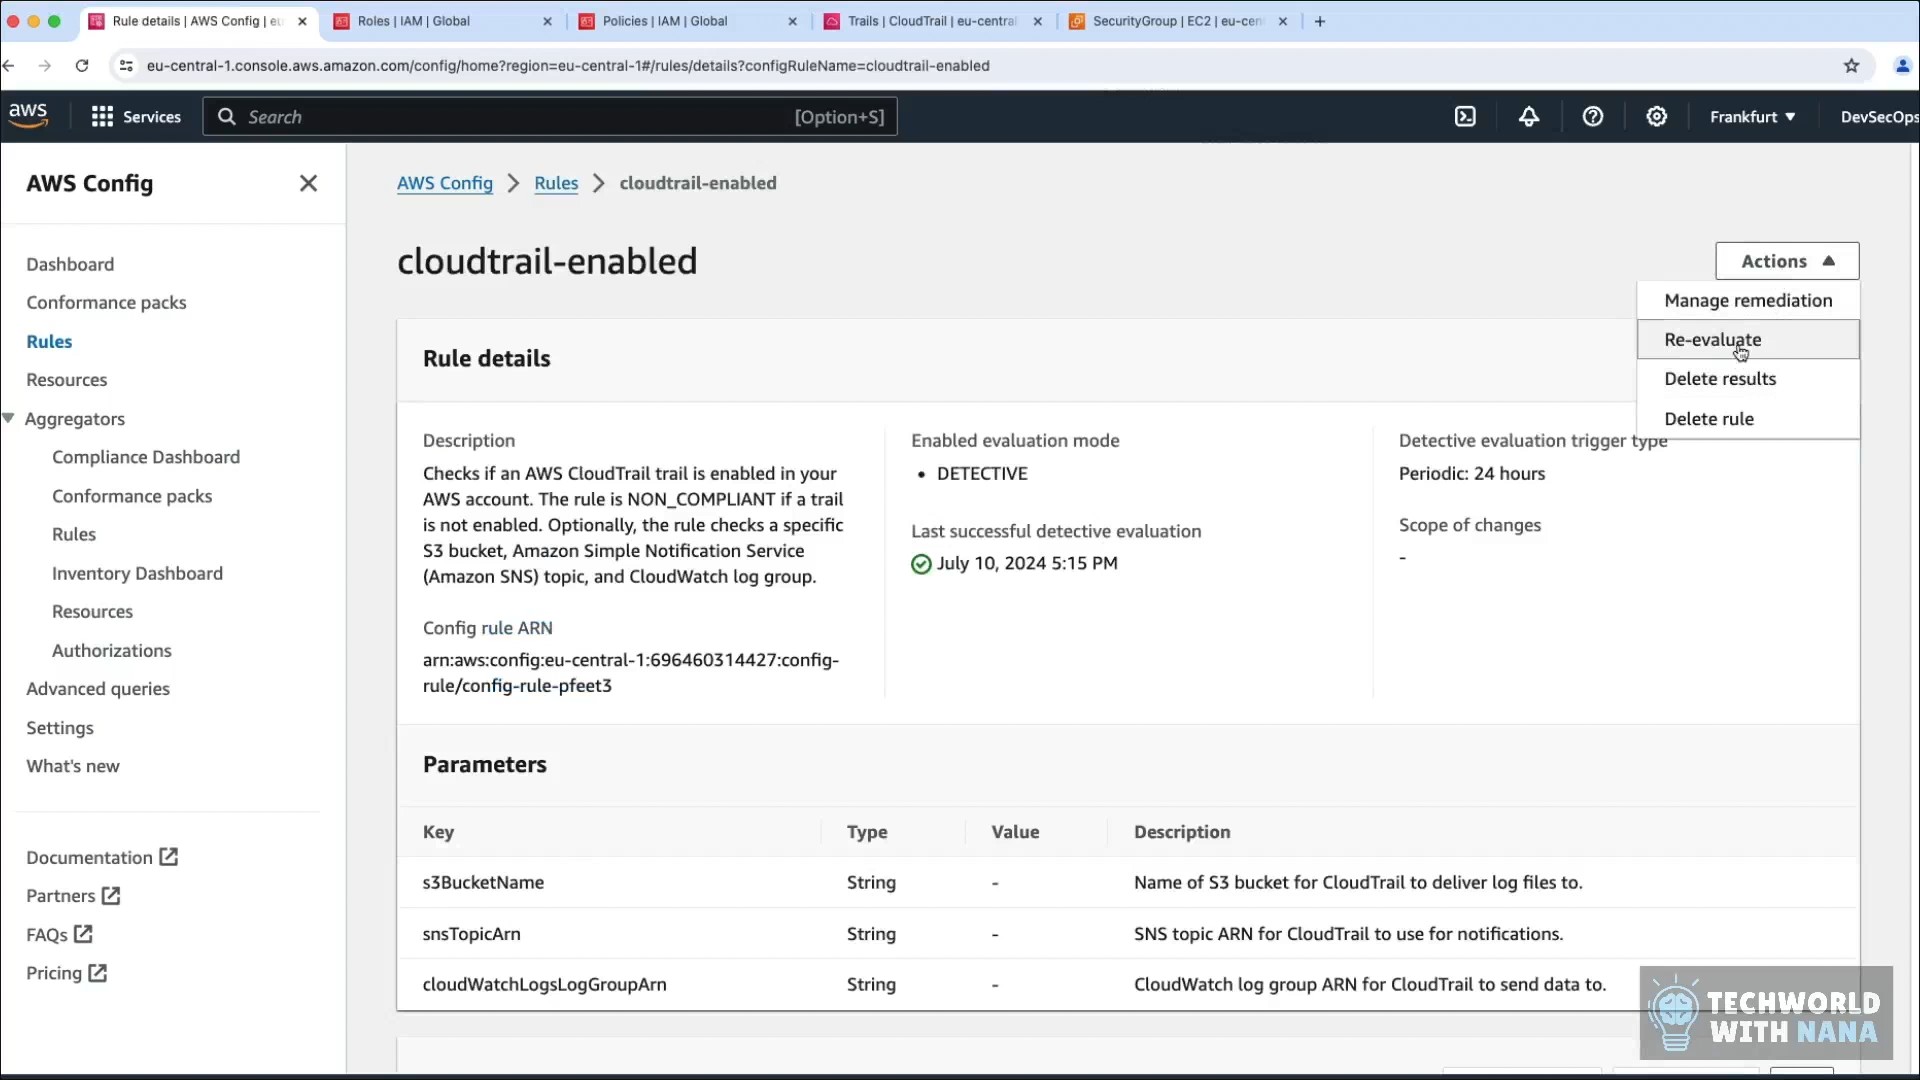 Rule details | AWS Config | eu
Roles | IAM | Global
Policies | IAM | Global
Trails | CloudTrail | eu-central
SecurityGroup | EC2 | eu-cen
eu-central-1.console.aws.amazon.com/config/home?region=eu-central-1#/rules/details?configRuleName=cloudtrail-enabled
aws
Services
Search
[Option+S]
Frankfurt
DevSecOps
AWS Config
Dashboard
Conformance packs
Rules
Resources
Aggregators
Compliance Dashboard
Conformance packs
Rules
Inventory Dashboard
Resources
Authorizations
Advanced queries
Settings
What's new
Documentation
Partners
FAQs
Pricing
AWS Config > Rules > cloudtrail-enabled
cloudtrail-enabled
Actions
Manage remediation
Re-evaluate
Delete results
Delete rule
Rule details
Description
Checks if an AWS CloudTrail trail is enabled in your
AWS account. The rule is NON_COMPLIANT if a trail
is not enabled. Optionally, the rule checks a specific
S3 bucket, Amazon Simple Notification Service
(Amazon SNS) topic, and CloudWatch log group.
Config rule ARN
arn:aws:config:eu-central-1:696460314427:config-
rule/config-rule-pfeet3
Enabled evaluation mode
• DETECTIVE
Last successful detective evaluation
July 10, 2024 5:15 PM
Detective evaluation trigger type
Periodic: 24 hours
Scope of changes
-
Parameters
Key Type Value Description
s3BucketName String - Name of S3 bucket for CloudTrail to deliver log files to.
snsTopicArn String - SNS topic ARN for CloudTrail to use for notifications.
cloudWatchLogsLogGroupArn String - CloudWatch log group ARN for CloudTrail to send data to.
TECHWORLD
WITH NANA